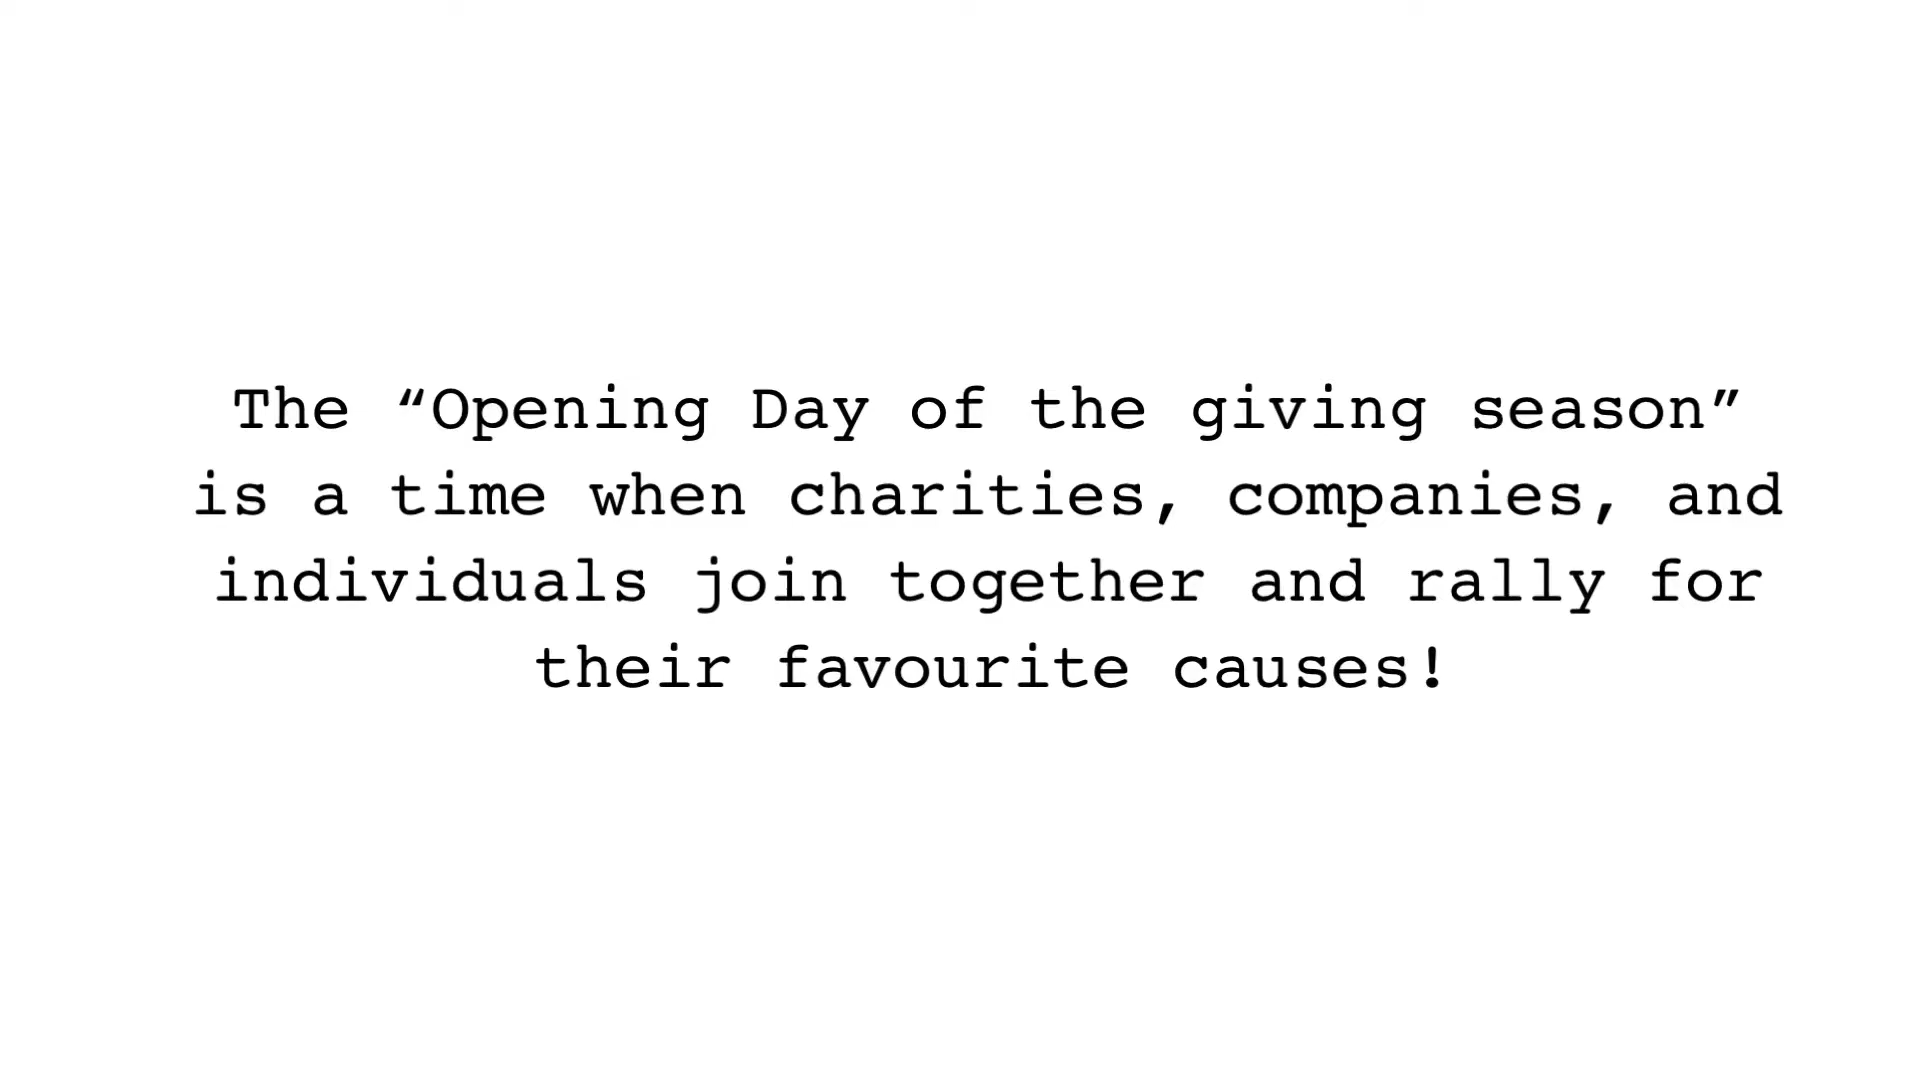 The “Opening Day of the giving season”
is a time when charities, companies, and
individuals join together and rally for
their favourite causes!